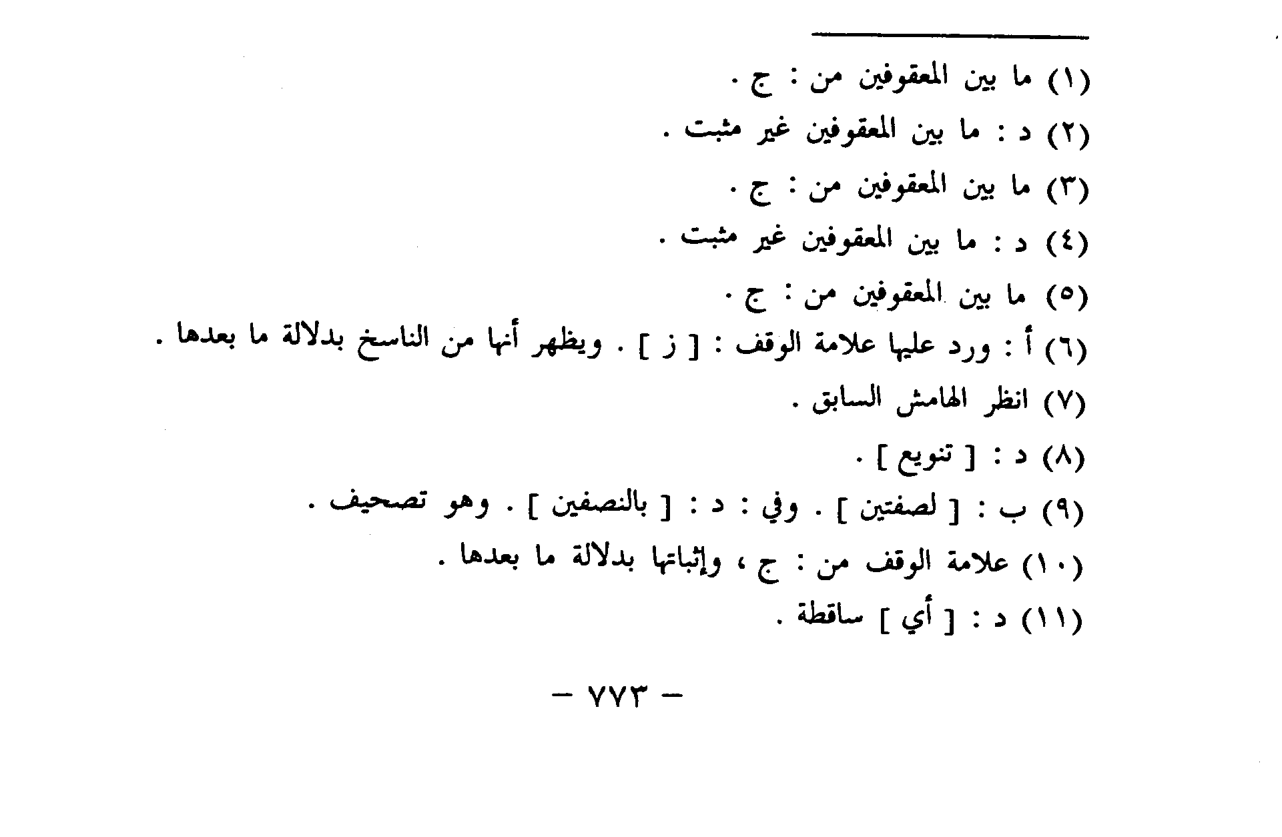 (١) ما بين المعقوفين من : ج .
(٢) د : ما بين المعقوفين غير مثبت .
(٣) ما بين المعقوفين من : ج .
(٤) د : ما بين المعقوفين غير مثبت .
(٥) ما بين المعقوفين من : ج .
(٦) أ : ورد عليها علامة الوقف : [ ز ] . ويظهر أنها من الناسخ بدلالة ما بعدها .
(٧) انظر الهامش السابق .
(٨) د : [ تنويع ] .
(٩) ب : [ لصفتين ] . وفي : د : [ بالنصفين ] . وهو تصحيف .
(١٠) علامة الوقف من : ج ، وإثباتها بدلالة ما بعدها .
(١١) د : [ أي ] ساقطة .
– ٧٧٣ –